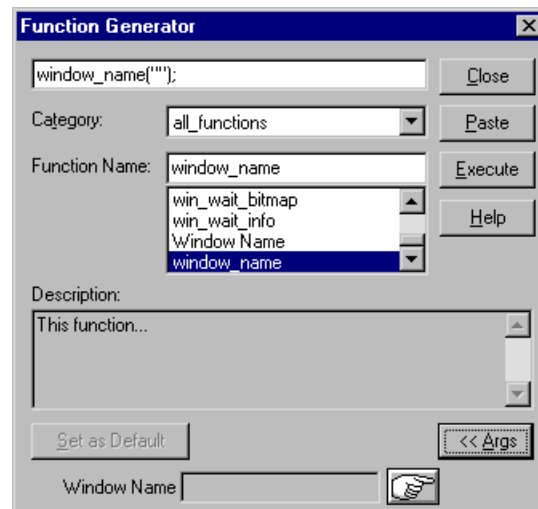 Function Generator
window_name("");
Close
Category:
all_functions
Paste
Function Name:
window_name
Execute
win_wait_bitmap
win_wait_info
Window Name
window_name
Help
Description:
This function...
Set as Default
<< Args
Window Name